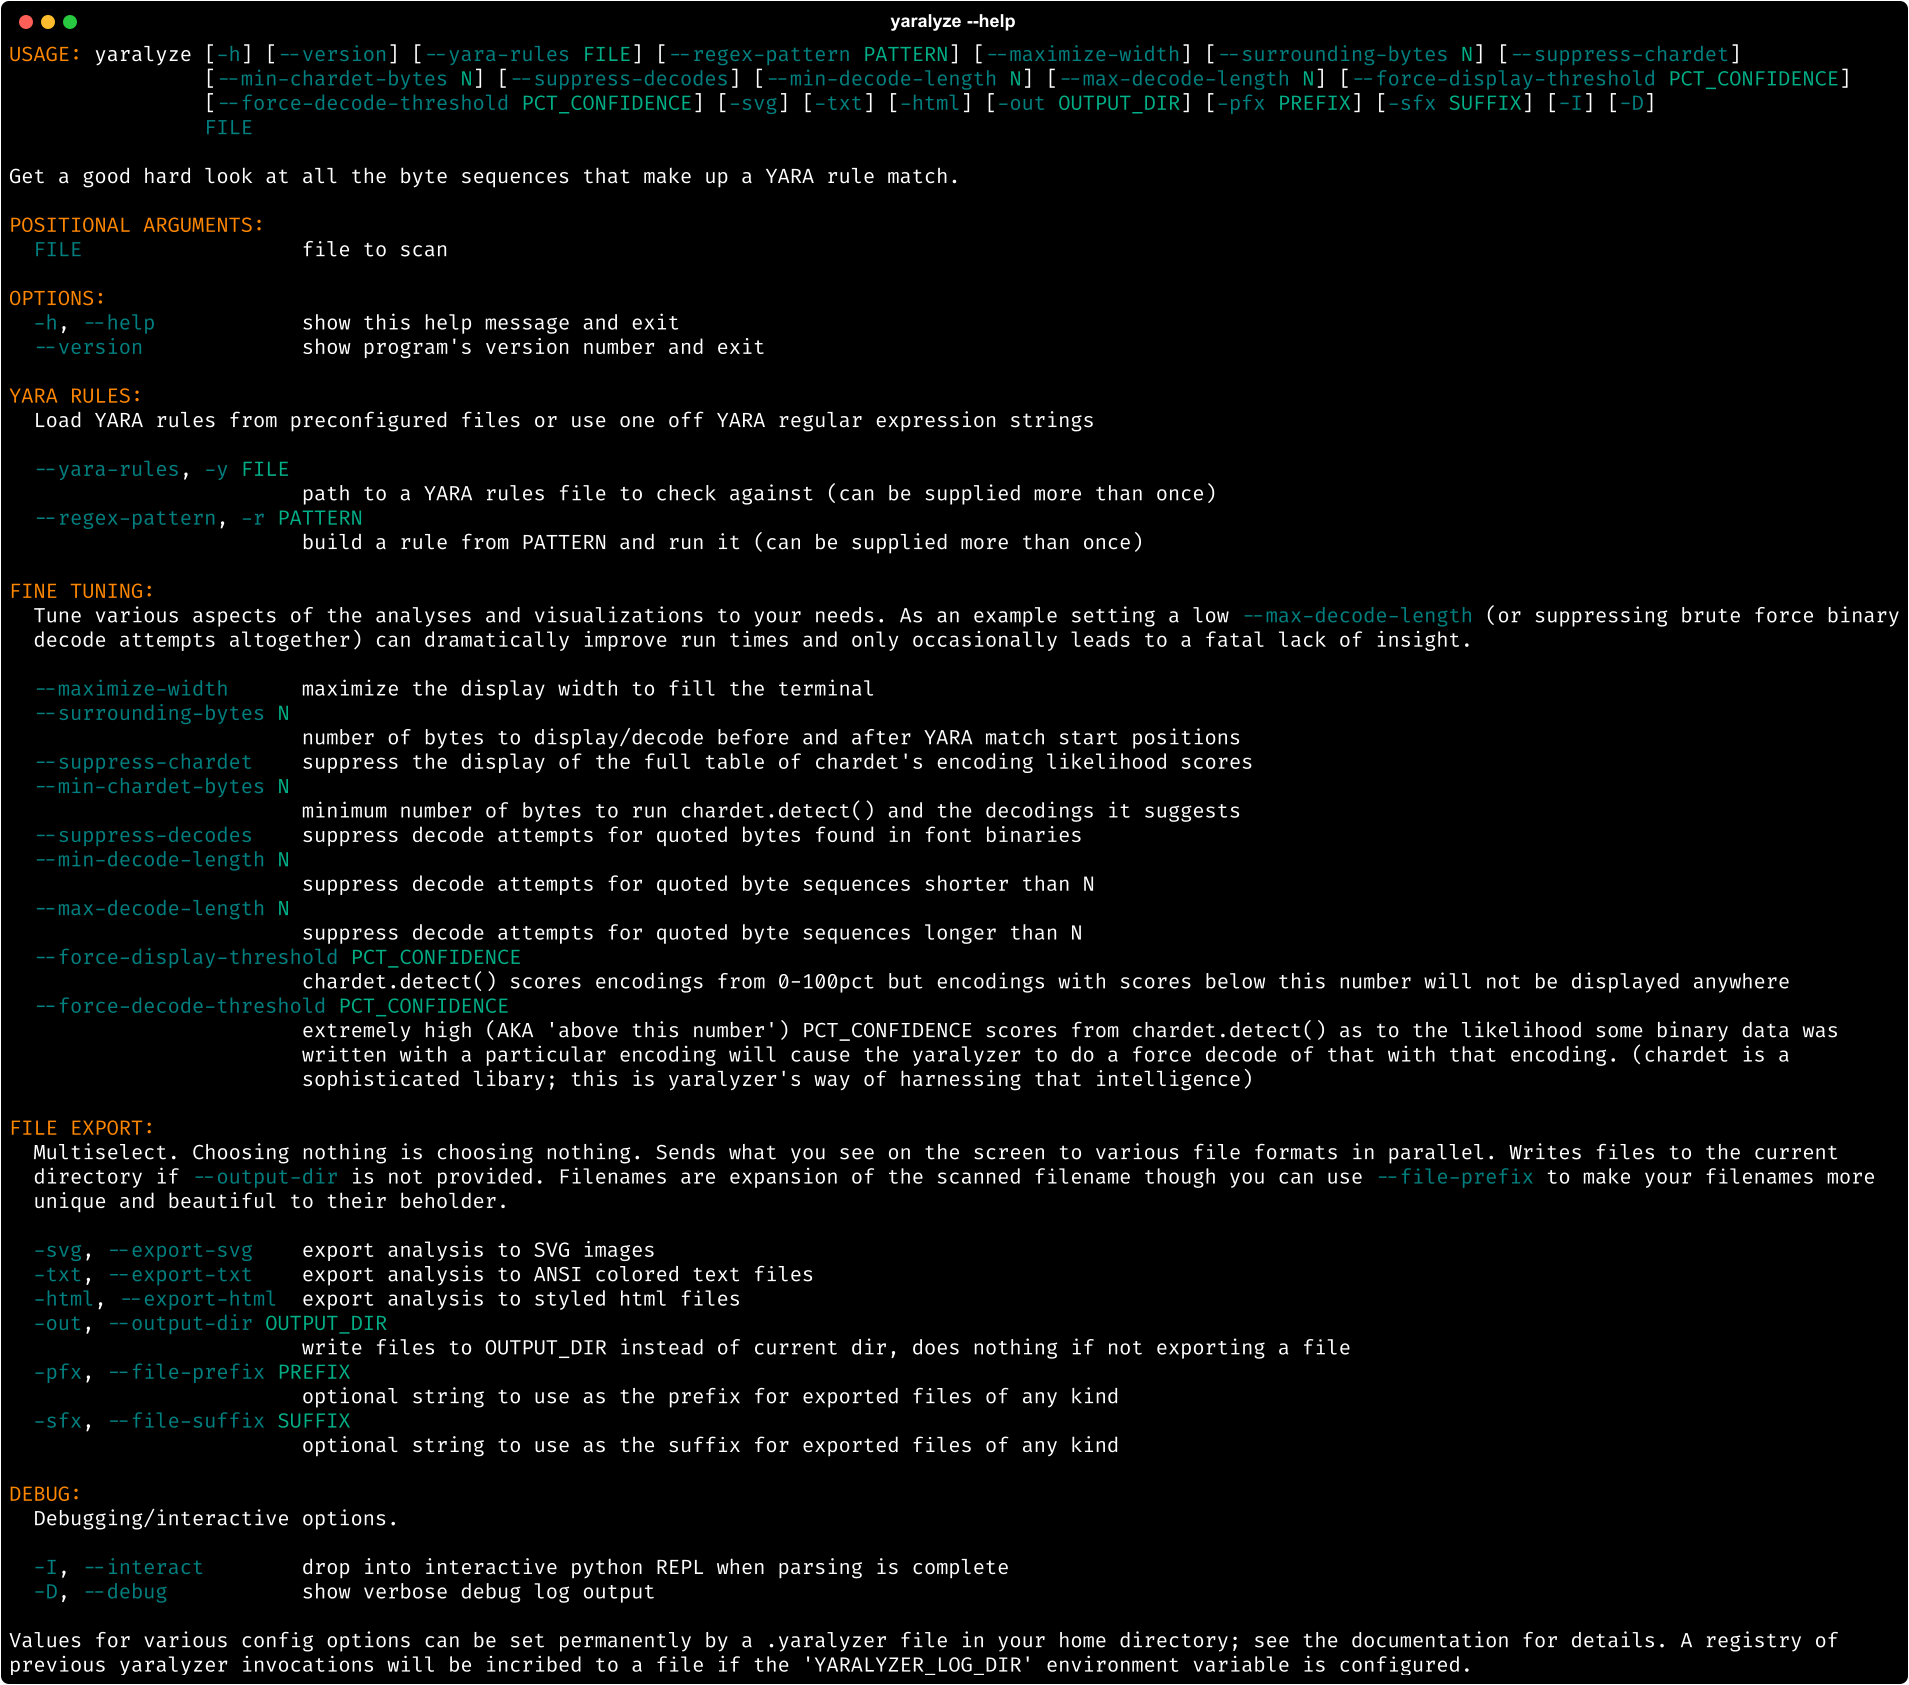 yaralyze --help
USAGE: yaralyze [-h] [--version] [--yara-rules FILE] [--regex-pattern PATTERN] [--maximize-width] [--surrounding-bytes N] [--suppress-chardet]
[--min-chardet-bytes N] [--suppress-decodes] [--min-decode-length N] [--max-decode-length N] [--force-display-threshold PCT_CONFIDENCE]
[--force-decode-threshold PCT_CONFIDENCE] [-svg] [-txt] [-html] [-out OUTPUT_DIR] [-pfx PREFIX] [-sfx SUFFIX] [-I] [-D]
FILE
Get a good hard look at all the byte sequences that make up a YARA rule match.
POSITIONAL ARGUMENTS:
FILE file to scan
OPTIONS:
-h, --help show this help message and exit
--version show program's version number and exit
YARA RULES:
Load YARA rules from preconfigured files or use one off YARA regular expression strings
--yara-rules, -y FILE
path to a YARA rules file to check against (can be supplied more than once)
--regex-pattern, -r PATTERN
build a rule from PATTERN and run it (can be supplied more than once)
FINE TUNING:
Tune various aspects of the analyses and visualizations to your needs. As an example setting a low --max-decode-length (or suppressing brute force binary
decode attempts altogether) can dramatically improve run times and only occasionally leads to a fatal lack of insight.
--maximize-width maximize the display width to fill the terminal
--surrounding-bytes N
number of bytes to display/decode before and after YARA match start positions
--suppress-chardet suppress the display of the full table of chardet's encoding likelihood scores
--min-chardet-bytes N
minimum number of bytes to run chardet.detect() and the decodings it suggests
--suppress-decodes suppress decode attempts for quoted bytes found in font binaries
--min-decode-length N
suppress decode attempts for quoted byte sequences shorter than N
--max-decode-length N
suppress decode attempts for quoted byte sequences longer than N
--force-display-threshold PCT_CONFIDENCE
chardet.detect() scores encodings from 0-100pct but encodings with scores below this number will not be displayed anywhere
--force-decode-threshold PCT_CONFIDENCE
extremely high (AKA 'above this number') PCT_CONFIDENCE scores from chardet.detect() as to the likelihood some binary data was
written with a particular encoding will cause the yaralyzer to do a force decode of that with that encoding. (chardet is a
sophisticated libary; this is yaralyzer's way of harnessing that intelligence)
FILE EXPORT:
Multiselect. Choosing nothing is choosing nothing. Sends what you see on the screen to various file formats in parallel. Writes files to the current
directory if --output-dir is not provided. Filenames are expansion of the scanned filename though you can use --file-prefix to make your filenames more
unique and beautiful to their beholder.
-svg, --export-svg export analysis to SVG images
-txt, --export-txt export analysis to ANSI colored text files
-html, --export-html export analysis to styled html files
-out, --output-dir OUTPUT_DIR
write files to OUTPUT_DIR instead of current dir, does nothing if not exporting a file
-pfx, --file-prefix PREFIX
optional string to use as the prefix for exported files of any kind
-sfx, --file-suffix SUFFIX
optional string to use as the suffix for exported files of any kind
DEBUG:
Debugging/interactive options.
-I, --interact drop into interactive python REPL when parsing is complete
-D, --debug show verbose debug log output
Values for various config options can be set permanently by a .yaralyzer file in your home directory; see the documentation for details. A registry of
previous yaralyzer invocations will be incribed to a file if the 'YARALYZER_LOG_DIR' environment variable is configured.